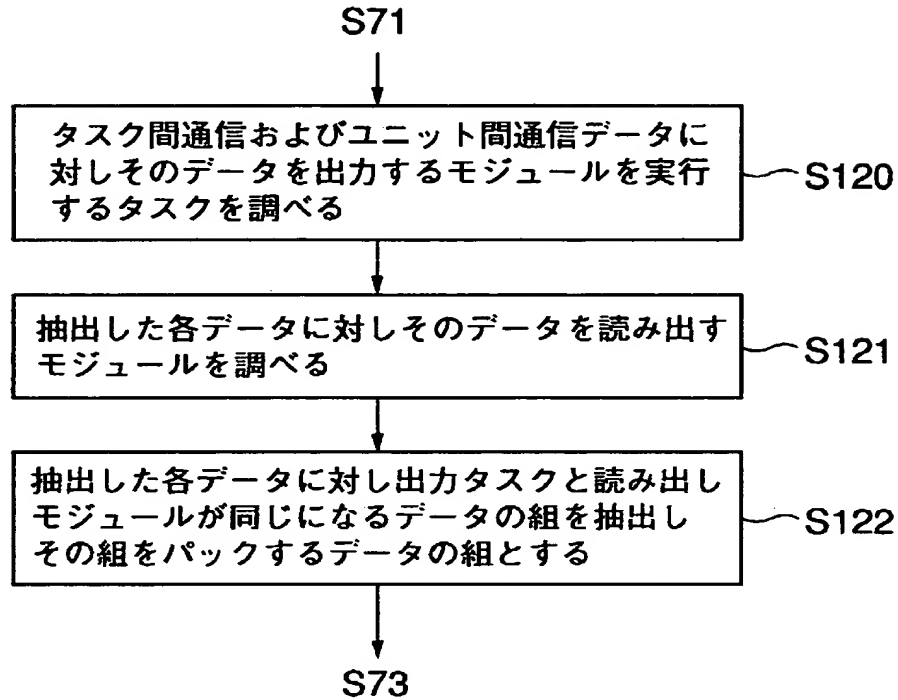 S71
タスク間通信およびユニット間通信データに
対しそのデータを出力するモジュールを実行
するタスクを調べる
S120
抽出した各データに対しそのデータを読み出す
モジュールを調べる
S121
抽出した各データに対し出力タスクと読み出し
モジュールが同じになるデータの組を抽出し
その組をパックするデータの組とする
S122
S73